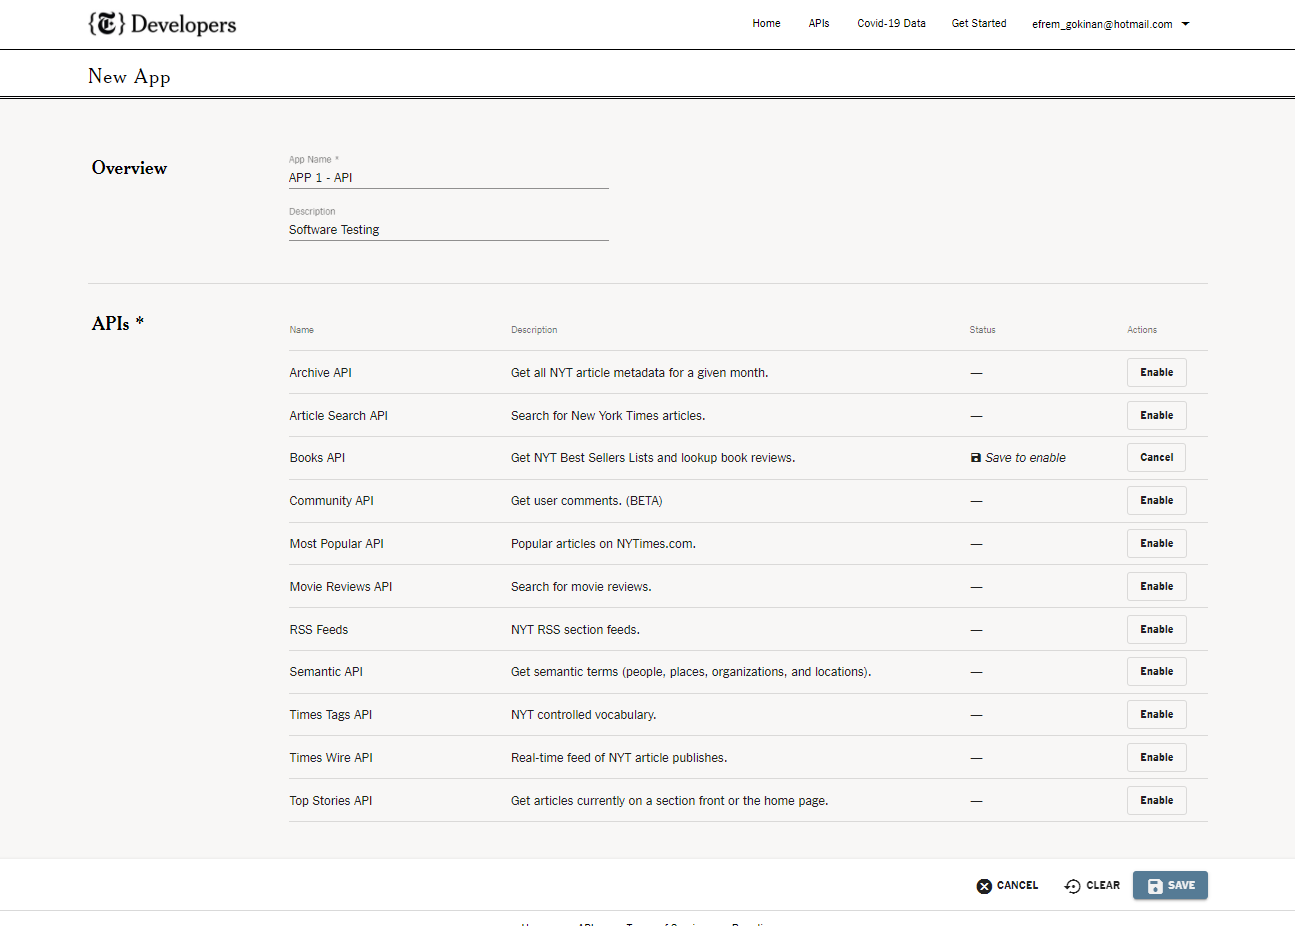 {T} Developers
Home APIs Covid-19 Data Get Started efrem_gokinan@hotmail.com
New App
Overview
App Name *
APP 1 - API
Description
Software Testing
APIs *
Name Description Status Actions
Archive API Get all NYT article metadata for a given month. — Enable
Article Search API Search for New York Times articles. — Enable
Books API Get NYT Best Sellers Lists and lookup book reviews. Save to enable Cancel
Community API Get user comments. (BETA) — Enable
Most Popular API Popular articles on NYTimes.com. — Enable
Movie Reviews API Search for movie reviews. — Enable
RSS Feeds NYT RSS section feeds. — Enable
Semantic API Get semantic terms (people, places, organizations, and locations). — Enable
Times Tags API NYT controlled vocabulary. — Enable
Times Wire API Real-time feed of NYT article publishes. — Enable
Top Stories API Get articles currently on a section front or the home page. — Enable
CANCEL CLEAR SAVE